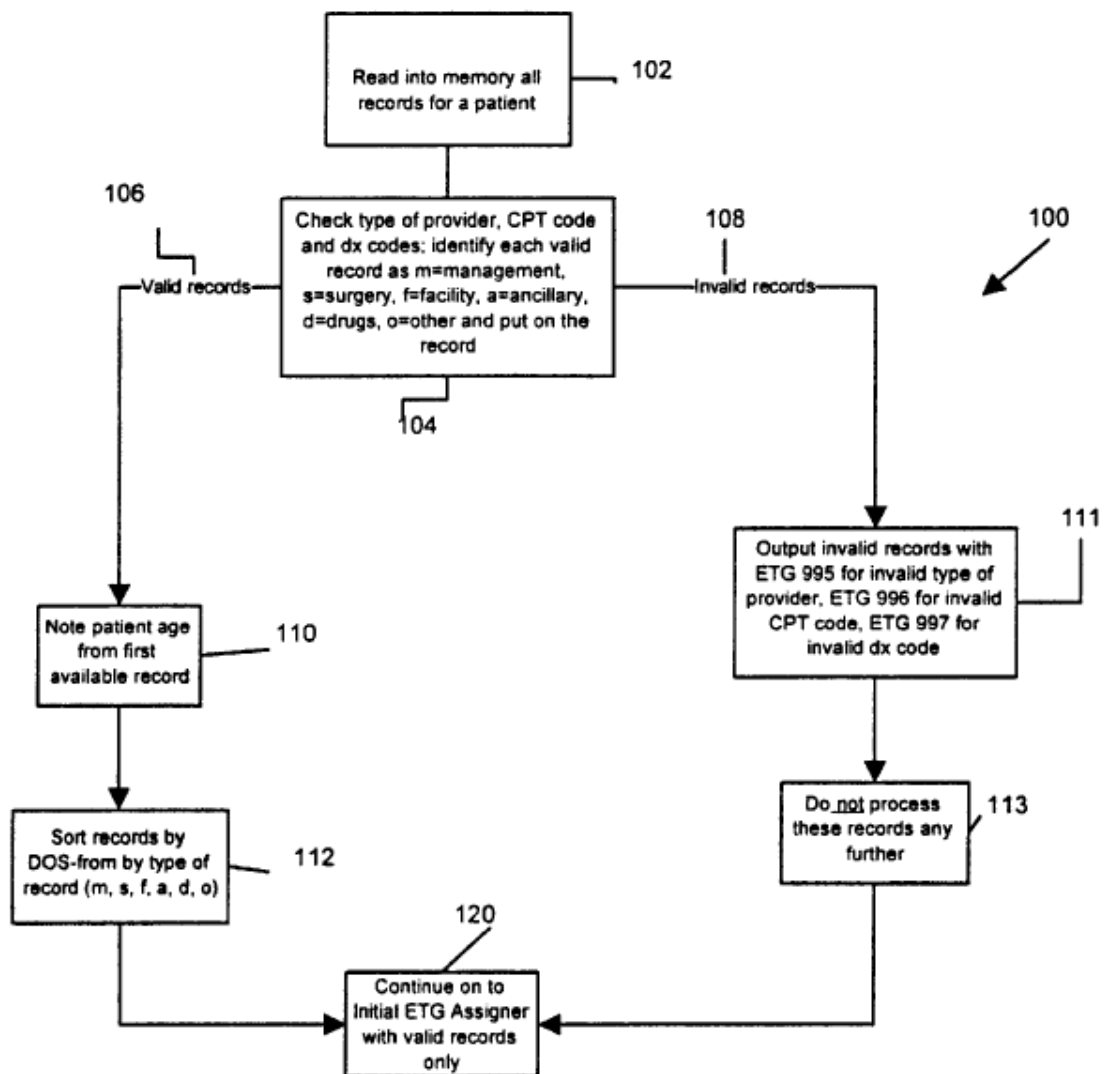 Read into memory all
records for a patient
102
106
Check type of provider, CPT code
and dx codes; identify each valid
record as m=management,
s=surgery, f=facility, a=ancillary,
d=drugs, o=other and put on the
record
108
100
Valid records
Invalid records
104
Output invalid records with
ETG 995 for invalid type of
provider, ETG 996 for invalid
CPT code, ETG 997 for
invalid dx code
111
Note patient age
from first
available record
110
Sort records by
DOS-from by type of
record (m, s, f, a, d, o)
112
Do not process
these records any
further
113
120
Continue on to
Initial ETG Assigner
with valid records
only